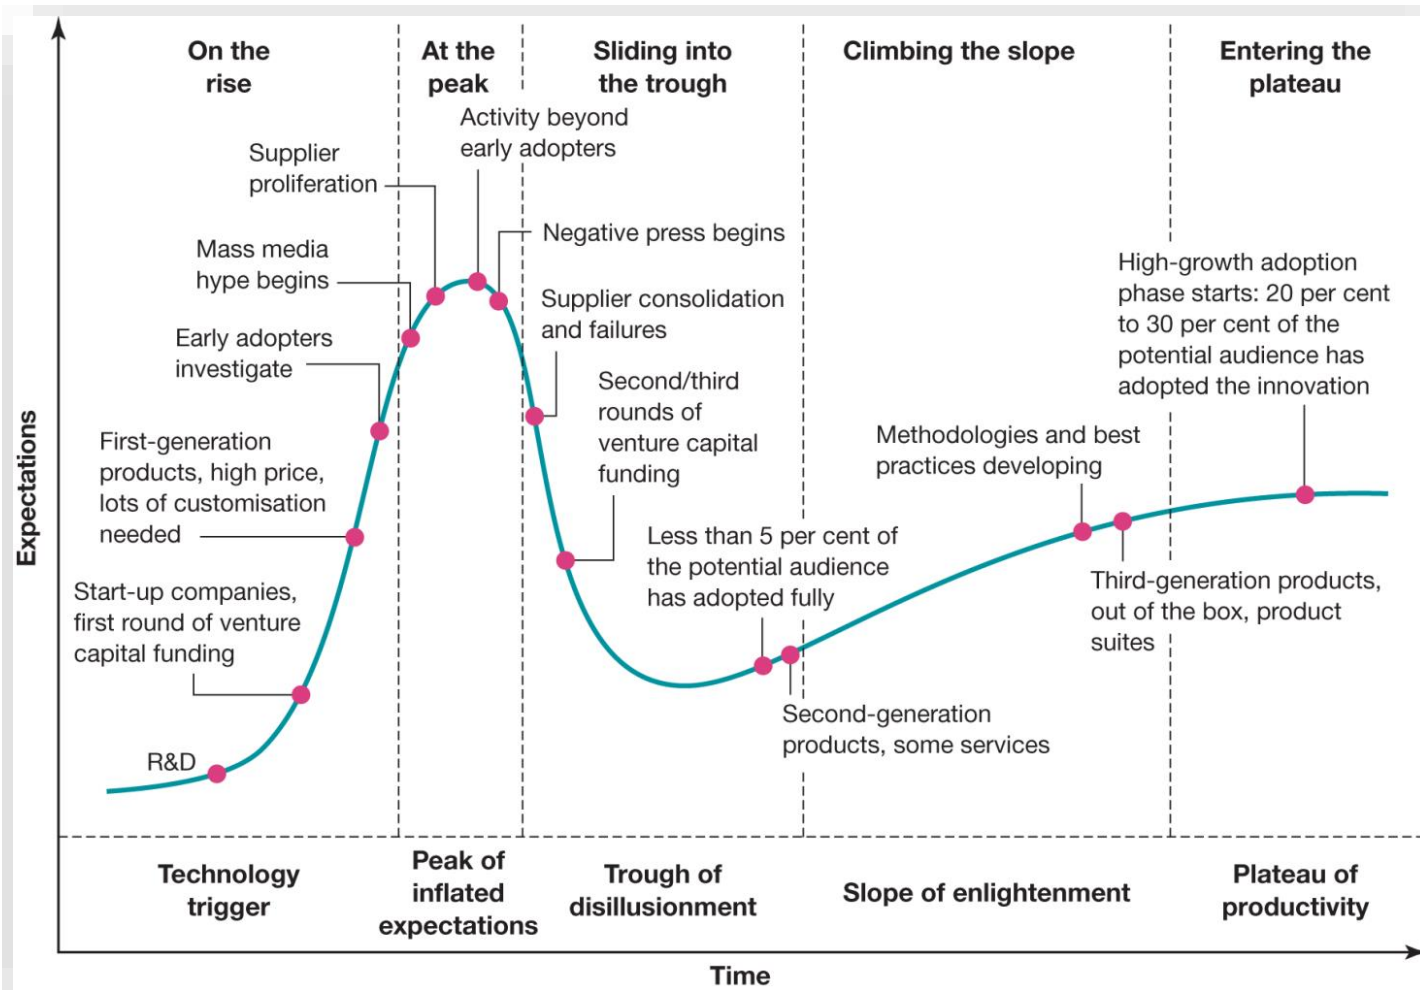 On the
rise
At the
peak
Sliding into
the trough
Climbing the slope
Entering the
plateau
Activity beyond
early adopters
Supplier
proliferation
Negative press begins
Mass media
hype begins
High-growth adoption
phase starts: 20 per cent
to 30 per cent of the
potential audience has
adopted the innovation
Supplier consolidation
and failures
Early adopters
investigate
Second/third
rounds of
venture capital
funding
First-generation
products, high price,
lots of customisation
needed
Methodologies and best
practices developing
Less than 5 per cent of
the potential audience
has adopted fully
Start-up companies,
first round of venture
capital funding
Third-generation products,
out of the box, product
suites
Second-generation
products, some services
R&D
Expectations
Technology
trigger
Peak of
inflated
expectations
Trough of
disillusionment
Slope of enlightenment
Plateau of
productivity
Time